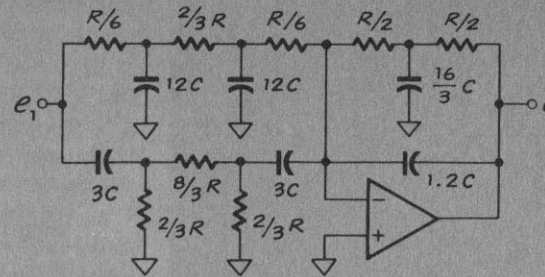 R/6 2/3 R R/6 R/2 R/2
12C 12C 16/3 C
e1 e
3C 8/3 R 3C 1.2C
2/3 R 2/3 R
−
+